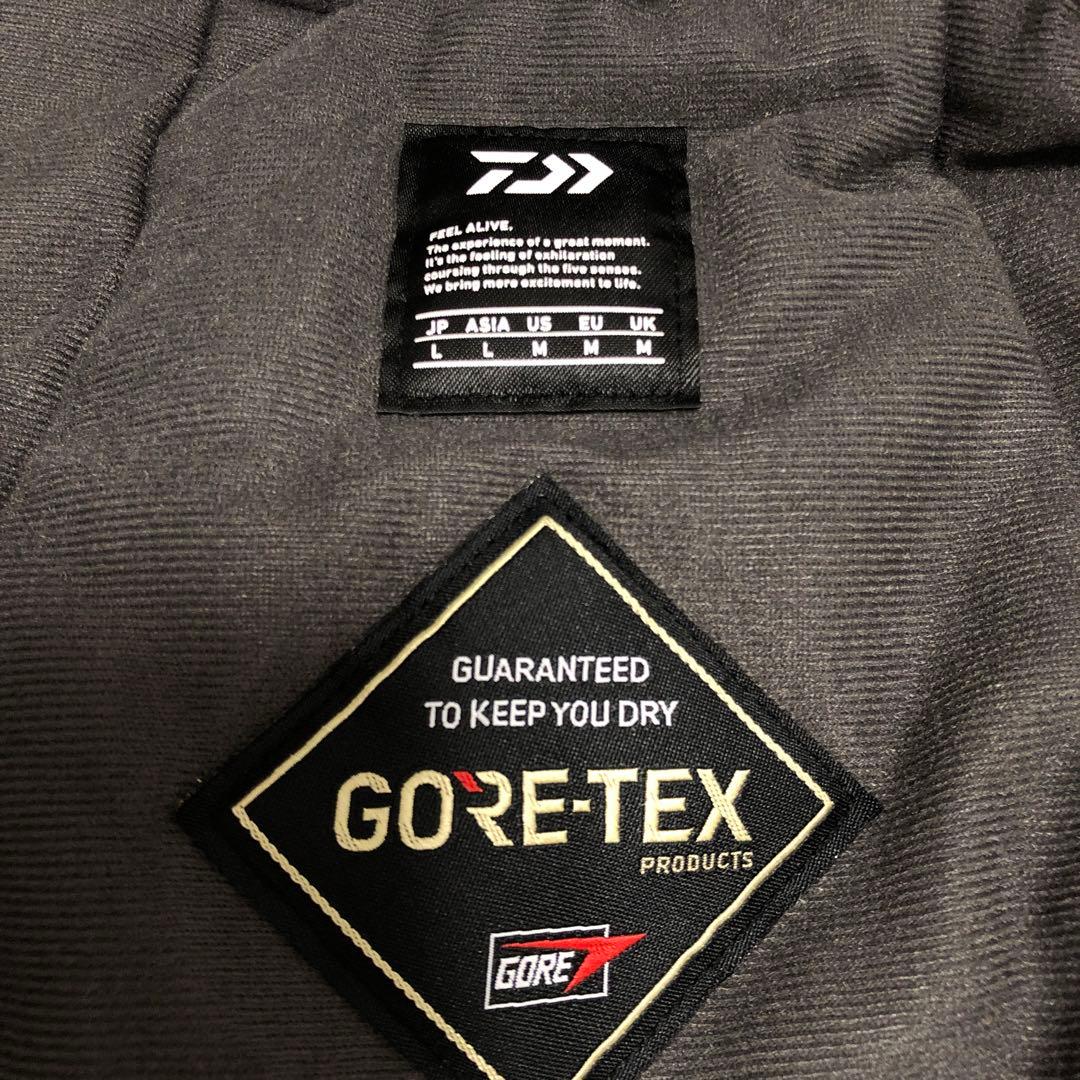 FEEL ALIVE.
The experience of a great moment.
It's the feeling of exhilaration
coursing through the five senses.
We bring more excitement to life.
JP ASIA US EU UK
L L M M M
GUARANTEED
TO KEEP YOU DRY
GORE-TEX
PRODUCTS
GORE